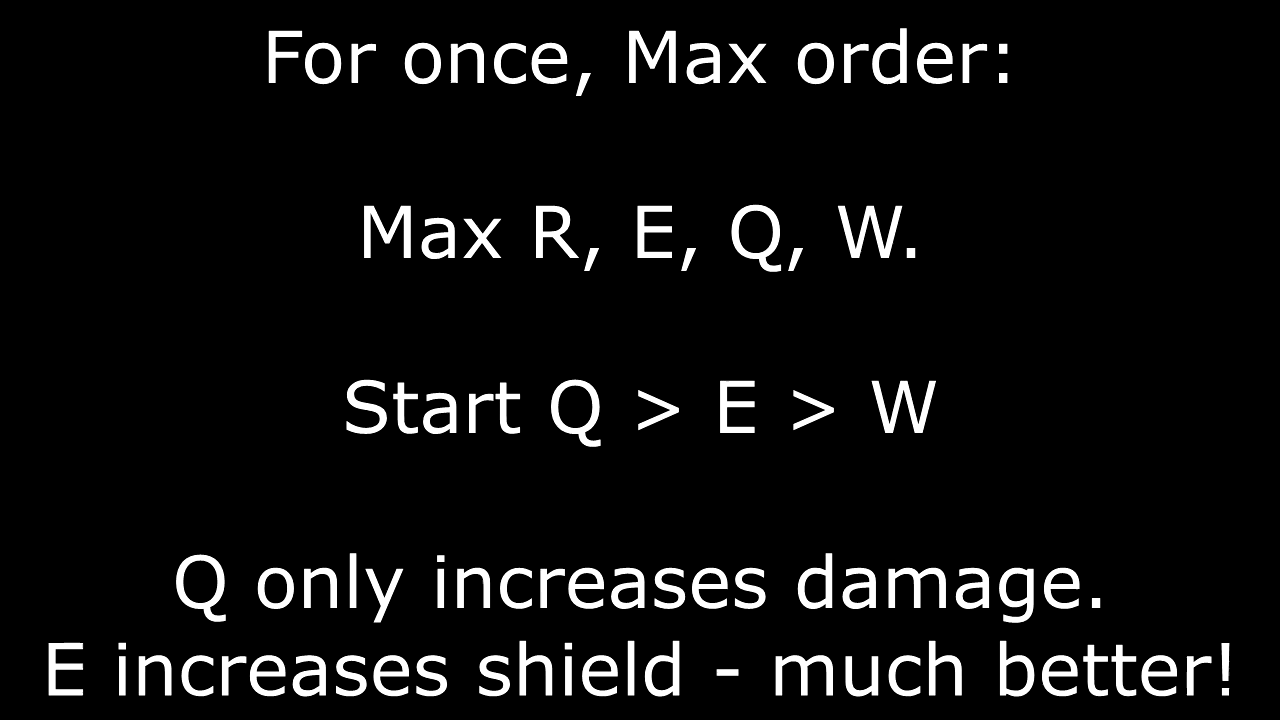 For once, Max order:
Max R, E, Q, W.
Start Q > E > W
Q only increases damage.
E increases shield - much better!